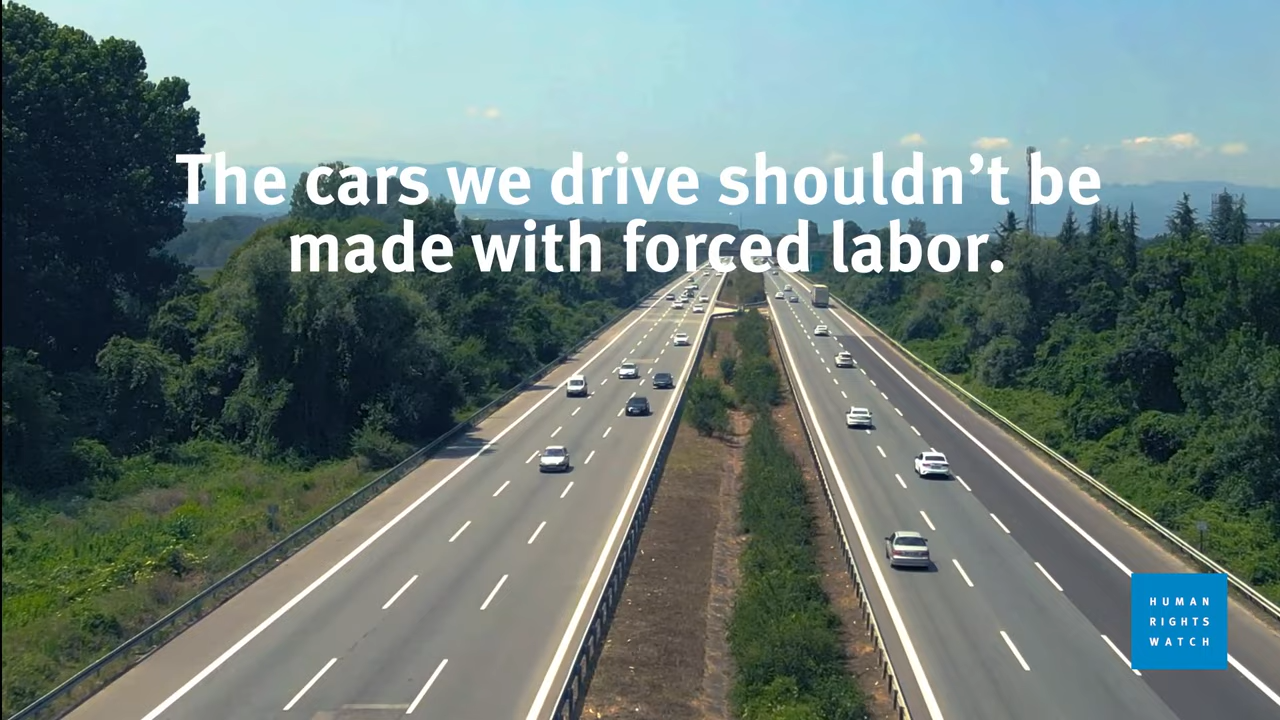 The cars we drive shouldn’t be
made with forced labor.
HUMAN
RIGHTS
WATCH